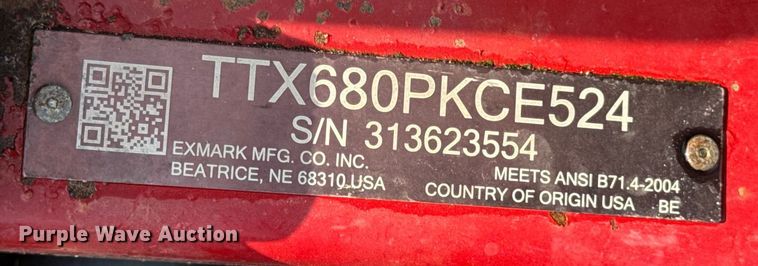 TTX680PKCE524
S/N 313623554
EXMARK MFG. CO. INC.
BEATRICE, NE 68310 USA
MEETS ANSI B71.4-2004
COUNTRY OF ORIGIN USA BE
Purple Wave Auction